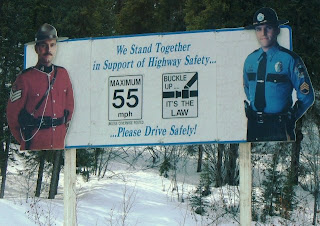 We Stand Together
in Support of Highway Safety...
MAXIMUM
55
mph
BUCKLE
UP...
IT'S THE
LAW
...Please Drive Safely!